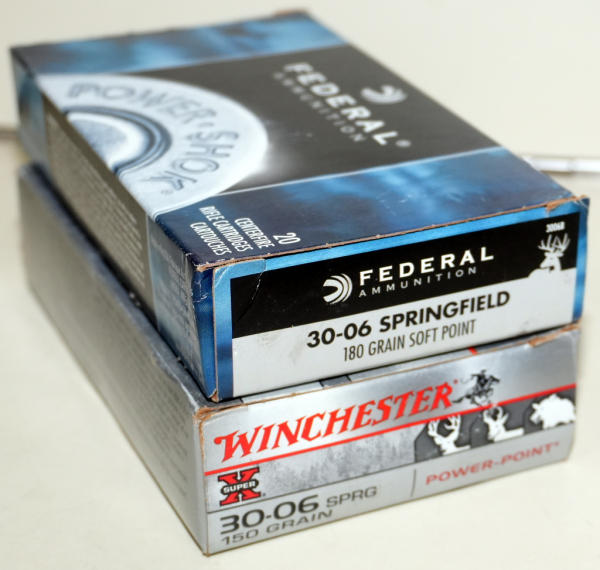 FEDERAL®
AMMUNITION
POWER·SHOK®
20
CENTERFIRE
RIFLE CARTRIDGES
CARTOUCHES
3006B
FEDERAL
AMMUNITION
30-06 SPRINGFIELD
180 GRAIN SOFT POINT
WINCHESTER
SUPER
X
POWER-POINT®
30-06 SPRG
150 GRAIN